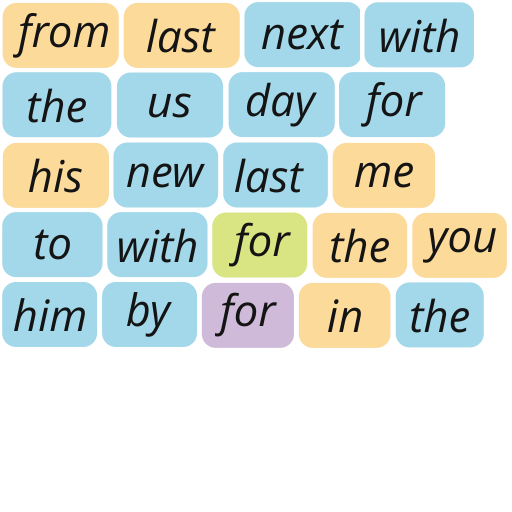 from last next with
the us day for
his new last me
to with for the you
him by for in the